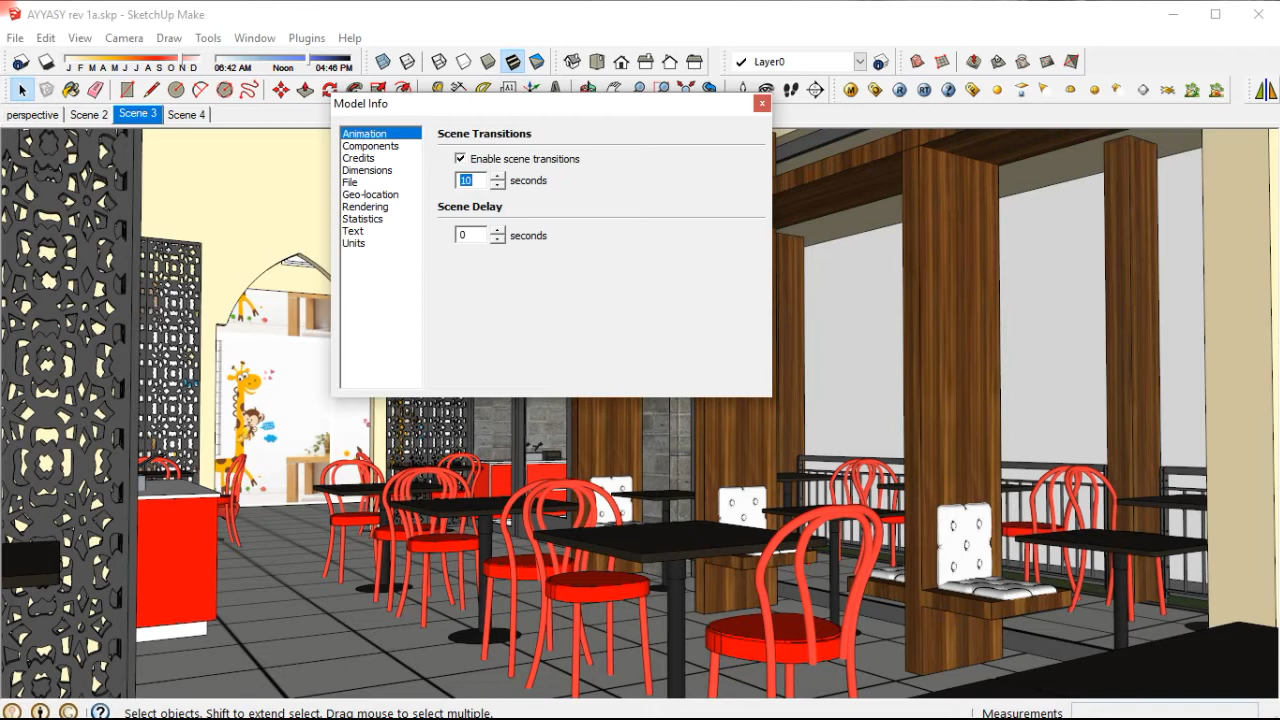 AYYASY rev 1a.skp - SketchUp Make
File Edit View Camera Draw Tools Window Plugins Help
J F M A M J J A S O N D
06:42 AM Noon 04:46 PM
Layer0
perspective Scene 2 Scene 3 Scene 4
Model Info
Animation
Components
Credits
Dimensions
File
Geo-location
Rendering
Statistics
Text
Units
Scene Transitions
Enable scene transitions
10 seconds
Scene Delay
0 seconds
Select objects. Shift to extend select. Drag mouse to select multiple.
Measurements